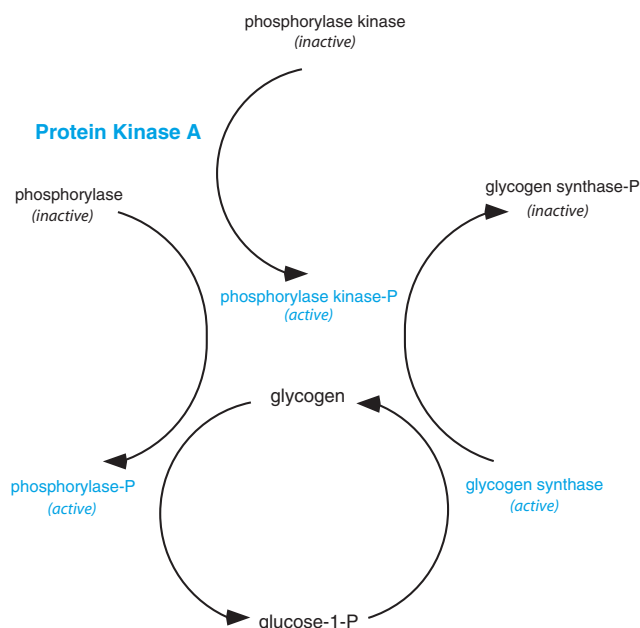 phosphorylase kinase
(inactive)
Protein Kinase A
phosphorylase
(inactive)
glycogen synthase-P
(inactive)
phosphorylase kinase-P
(active)
glycogen
phosphorylase-P
(active)
glycogen synthase
(active)
glucose-1-P